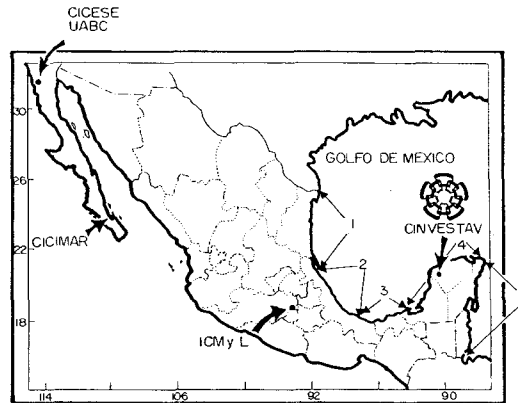 CICESE
UABC
30
GOLFO DE MEXICO
26
1
CINVESTAV
CICIMAR
4
22
2
3
18
ICM y L
114
106
92
90